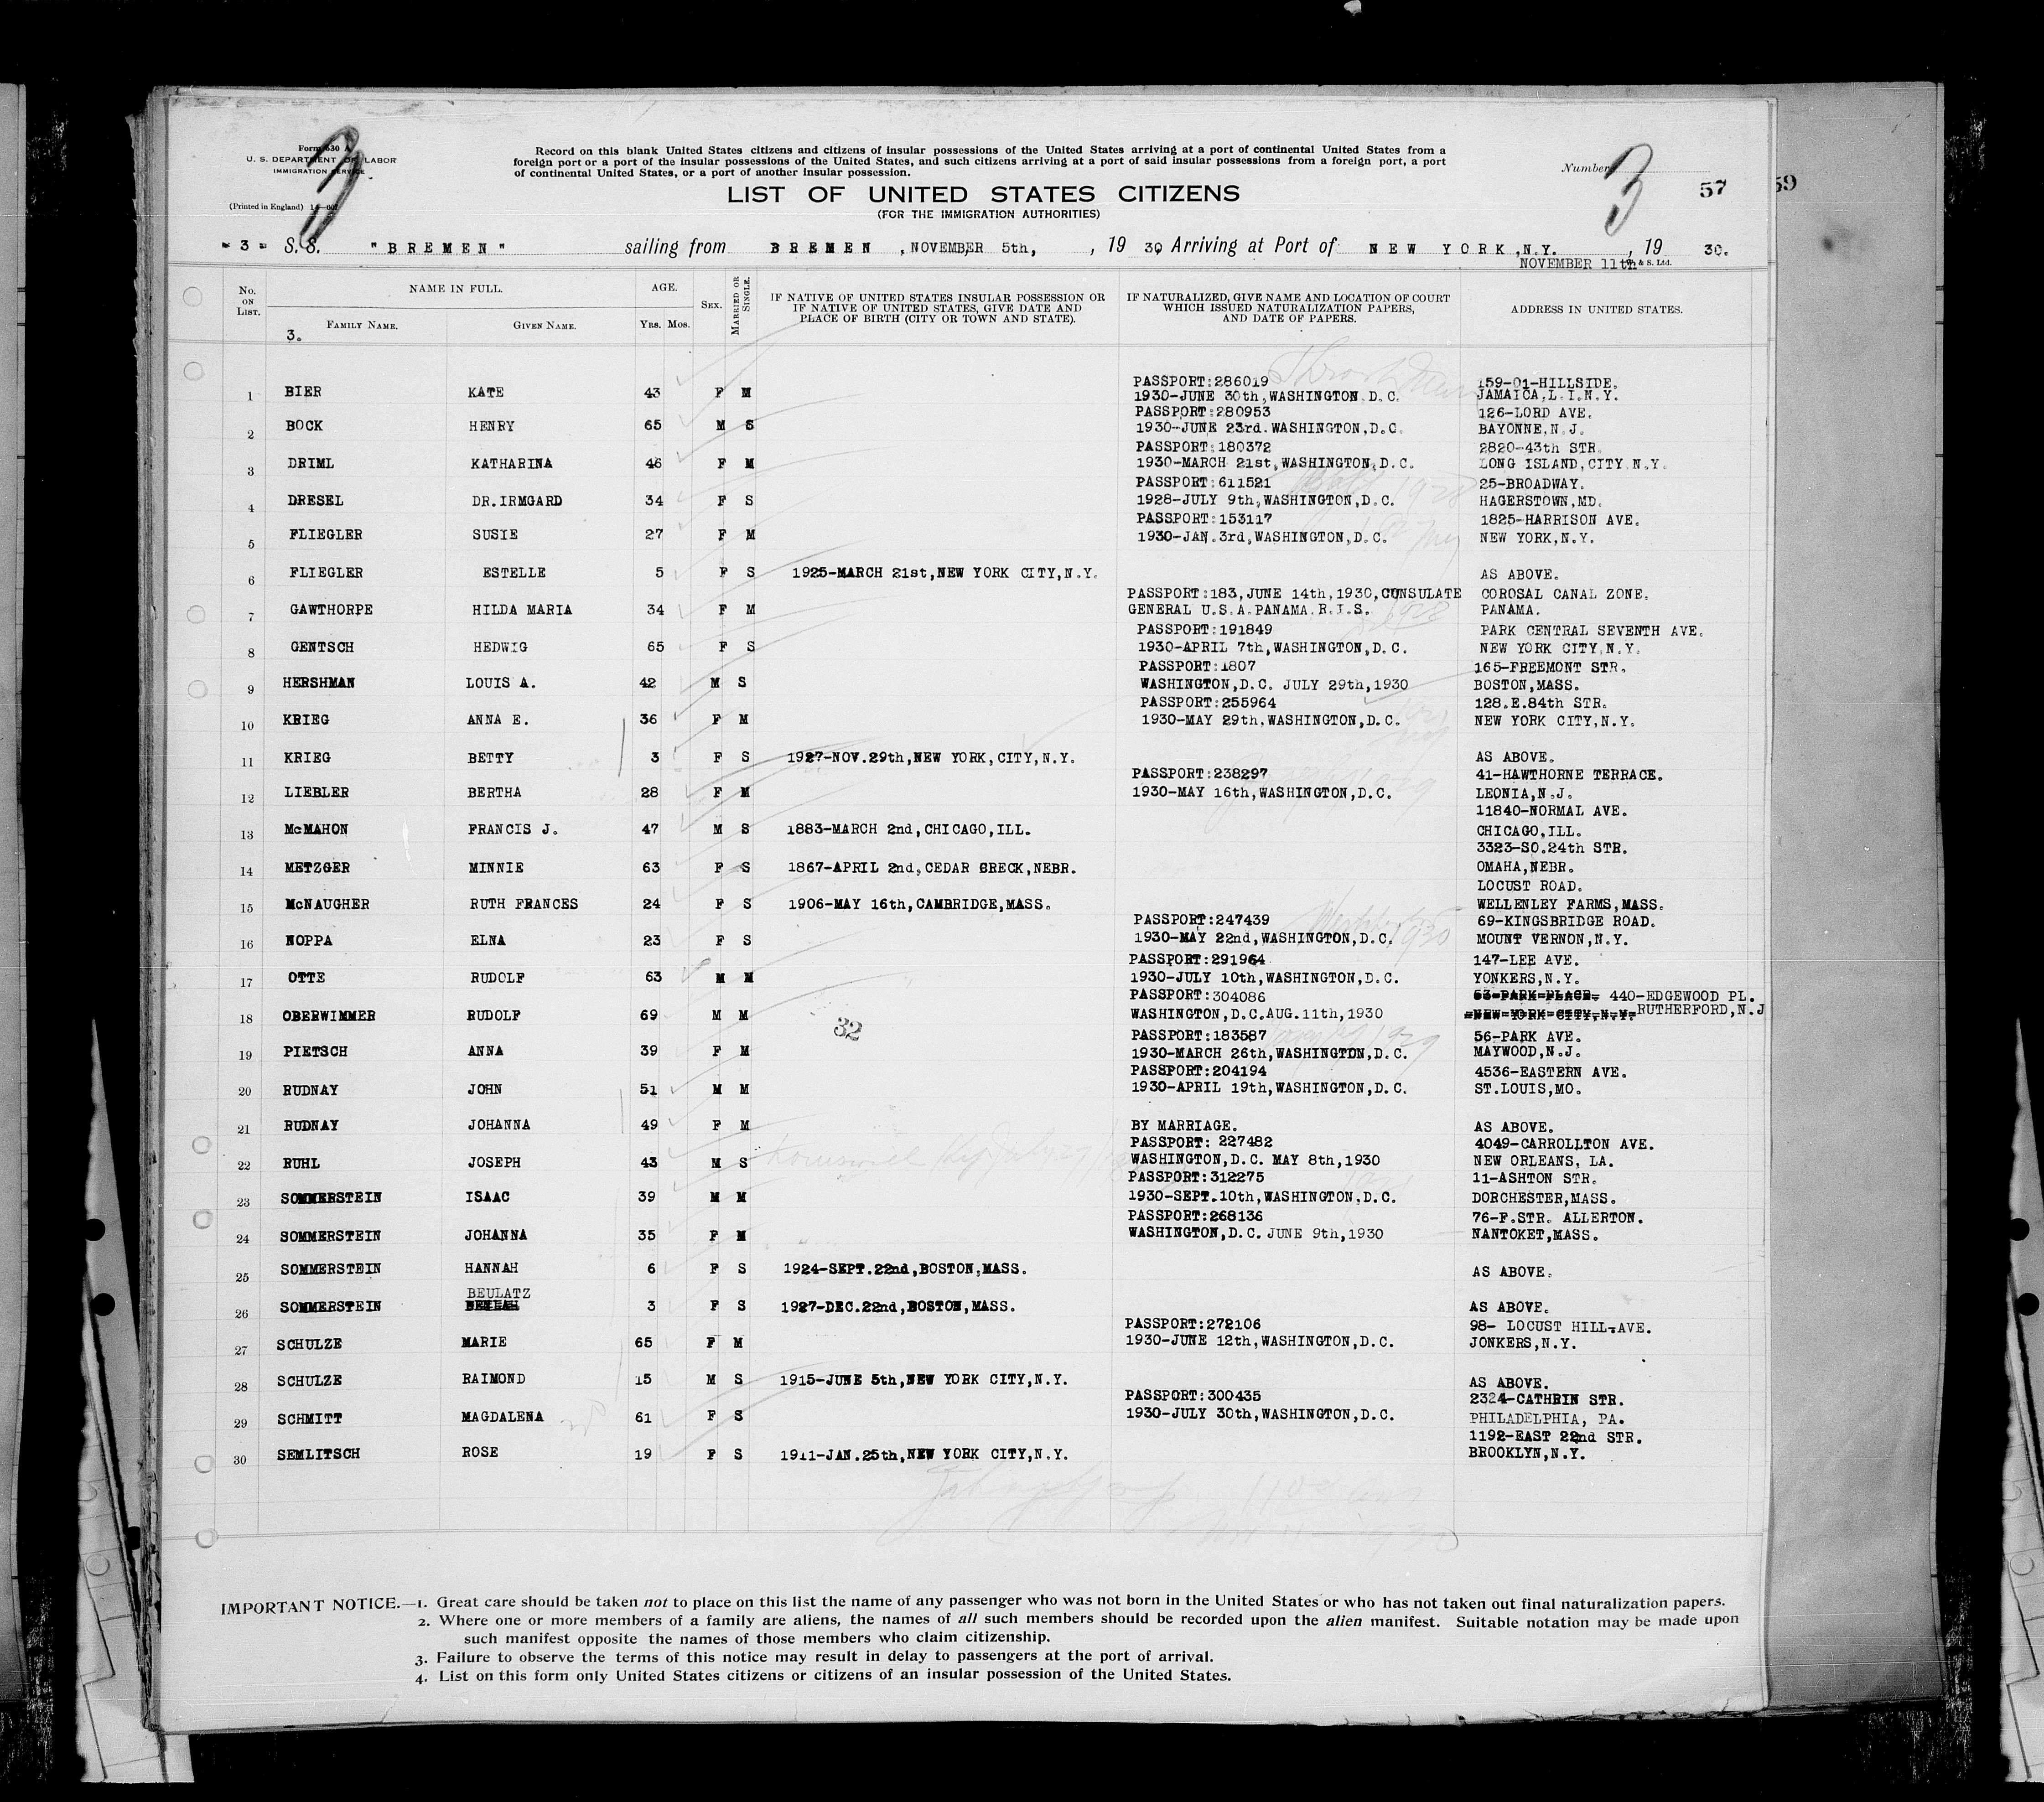 Form 630 A
U. S. DEPARTMENT OF LABOR
IMMIGRATION SERVICE
(Printed in England)
3
Record on this blank United States citizens and citizens of insular possessions of the United States arriving at a port of continental United States from a
foreign port or a port of the insular possessions of the United States, and such citizens arriving at a port of said insular possessions from a foreign port, a port
of continental United States, or a port of another insular possession.
Number 3 57 59
LIST OF UNITED STATES CITIZENS
(FOR THE IMMIGRATION AUTHORITIES)
- 3 - S. S. "BREMEN" sailing from BREMEN ,NOVEMBER 5th, , 19 30 Arriving at Port of NEW YORK,N.Y. , 19 30.
NOVEMBER 11th & S. Ltd.
No. ON LIST. NAME IN FULL. AGE. SEX. MARRIED OR SINGLE. IF NATIVE OF UNITED STATES INSULAR POSSESSION OR IF NATIVE OF UNITED STATES, GIVE DATE AND PLACE OF BIRTH (CITY OR TOWN AND STATE). IF NATURALIZED, GIVE NAME AND LOCATION OF COURT WHICH ISSUED NATURALIZATION PAPERS, AND DATE OF PAPERS. ADDRESS IN UNITED STATES.
FAMILY NAME. GIVEN NAME. Yrs. Mos.
3.
PASSPORT:286019 159-01-HILLSIDE.
1 BIER KATE 43 F M 1930-JUNE 30th,WASHINGTON.D.C. JAMAICA.L.I.N.Y.
PASSPORT:280953 126-LORD AVE.
2 BOCK HENRY 65 M S 1930-JUNE 23rd.WASHINGTON,D.C. BAYONNE,N.J.
PASSPORT:180372 2820-43th STR.
3 DRIML KATHARINA 46 F M 1930-MARCH 21st,WASHINGTON,D.C. LONG ISLAND,CITY,N.Y.
PASSPORT:611521 25-BROADWAY.
4 DRESEL DR.IRMGARD 34 F S 1928-JULY 9th,WASHINGTON,D.C. HAGERSTOWN,MD.
PASSPORT:153117 1825-HARRISON AVE.
5 FLIEGLER SUSIE 27 F M 1930-JAN.3rd,WASHINGTON,D.C. NEW YORK,N.Y.
6 FLIEGLER ESTELLE 5 F S 1925-MARCH 21st,NEW YORK CITY,N.Y. AS ABOVE.
PASSPORT:183,JUNE 14th,1930,CONSULATE COROSAL CANAL ZONE.
7 GAWTHORPE HILDA MARIA 34 F M GENERAL U.S.A.PANAMA.R.I.S. PANAMA.
PASSPORT:191849 PARK CENTRAL SEVENTH AVE.
8 GENTSCH HEDWIG 65 F S 1930-APRIL 7th,WASHINGTON,D.C. NEW YORK CITY,N.Y.
PASSPORT:1807 165-FREEMONT STR.
9 HERSHMAN LOUIS A. 42 M S WASHINGTON,D.C. JULY 29th,1930 BOSTON,MASS.
PASSPORT:255964 128.E.84th STR.
10 KRIEG ANNA E. 36 F M 1930-MAY 29th,WASHINGTON,D.C. NEW YORK CITY,N.Y.
11 KRIEG BETTY 3 F S 1927-NOV.29th,NEW YORK,CITY,N.Y. AS ABOVE.
PASSPORT:238297 41-HAWTHORNE TERRACE.
12 LIEBLER BERTHA 28 F M 1930-MAY 16th,WASHINGTON,D.C. LEONIA,N.J.
11840-NORMAL AVE.
13 McMAHON FRANCIS J. 47 M S 1883-MARCH 2nd,CHICAGO,ILL. CHICAGO,ILL.
3323-SO.24th STR.
14 METZGER MINNIE 63 F S 1867-APRIL 2nd,CEDAR GRECK,NEBR. OMAHA,NEBR.
LOCUST ROAD.
15 McNAUGHER RUTH FRANCES 24 F S 1906-MAY 16th,CAMBRIDGE,MASS. WELLENLEY FARMS,MASS.
PASSPORT:247439 69-KINGSBRIDGE ROAD.
16 NOPPA ELNA 23 F S 1930-MAY 22nd,WASHINGTON,D.C. MOUNT VERNON,N.Y.
PASSPORT:291964 147-LEE AVE.
17 OTTE RUDOLF 63 M M 1930-JULY 10th,WASHINGTON,D.C. YONKERS,N.Y.
PASSPORT:304086 53-PARK-PLACE. 440-EDGEWOOD PL.
18 OBERWIMMER RUDOLF 69 M M 32 WASHINGTON,D.C.AUG.11th,1930 NEW-YORK-CITY,N.Y. RUTHERFORD,N.J
PASSPORT:183587 56-PARK AVE.
19 PIETSCH ANNA 39 F M 1930-MARCH 26th,WASHINGTON,D.C. MAYWOOD,N.J.
PASSPORT:204194 4536-EASTERN AVE.
20 RUDNAY JOHN 51 M M 1930-APRIL 19th,WASHINGTON,D.C. ST.LOUIS,MO.
21 RUDNAY JOHANNA 49 F M BY MARRIAGE. AS ABOVE.
PASSPORT: 227482 4049-CARROLLTON AVE.
22 RUHL JOSEPH 43 M S WASHINGTON,D.C. MAY 8th,1930 NEW ORLEANS, LA.
PASSPORT:312275 11-ASHTON STR.
23 SOMMERSTEIN ISAAC 39 M M 1930-SEPT.10th,WASHINGTON,D.C. DORCHESTER,MASS.
PASSPORT:268136 76-F.STR. ALLERTON.
24 SOMMERSTEIN JOHANNA 35 F M WASHINGTON,D.C. JUNE 9th,1930 NANTOKET,MASS.
25 SOMMERSTEIN HANNAH 6 F S 1924-SEPT.22nd,BOSTON,MASS. AS ABOVE.
BEULATZ
26 SOMMERSTEIN 3 F S 1927-DEC.22nd,BOSTON,MASS. AS ABOVE.
PASSPORT:272106 98- LOCUST HILL-AVE.
27 SCHULZE MARIE 65 F M 1930-JUNE 12th,WASHINGTON,D.C. JONKERS,N.Y.
28 SCHULZE RAIMOND 15 M S 1915-JUNE 5th,NEW YORK CITY,N.Y. AS ABOVE.
PASSPORT:300435 2324-CATHRIN STR.
29 SCHMITT MAGDALENA 61 F S 1930-JULY 30th,WASHINGTON,D.C. PHILADELPHIA, PA.
1192-EAST 22nd STR.
30 SEMLITSCH ROSE 19 F S 1911-JAN.25th,NEW YORK CITY,N.Y. BROOKLYN,N.Y.
IMPORTANT NOTICE.—1. Great care should be taken not to place on this list the name of any passenger who was not born in the United States or who has not taken out final naturalization papers.
2. Where one or more members of a family are aliens, the names of all such members should be recorded upon the alien manifest. Suitable notation may be made upon
such manifest opposite the names of those members who claim citizenship.
3. Failure to observe the terms of this notice may result in delay to passengers at the port of arrival.
4. List on this form only United States citizens or citizens of an insular possession of the United States.